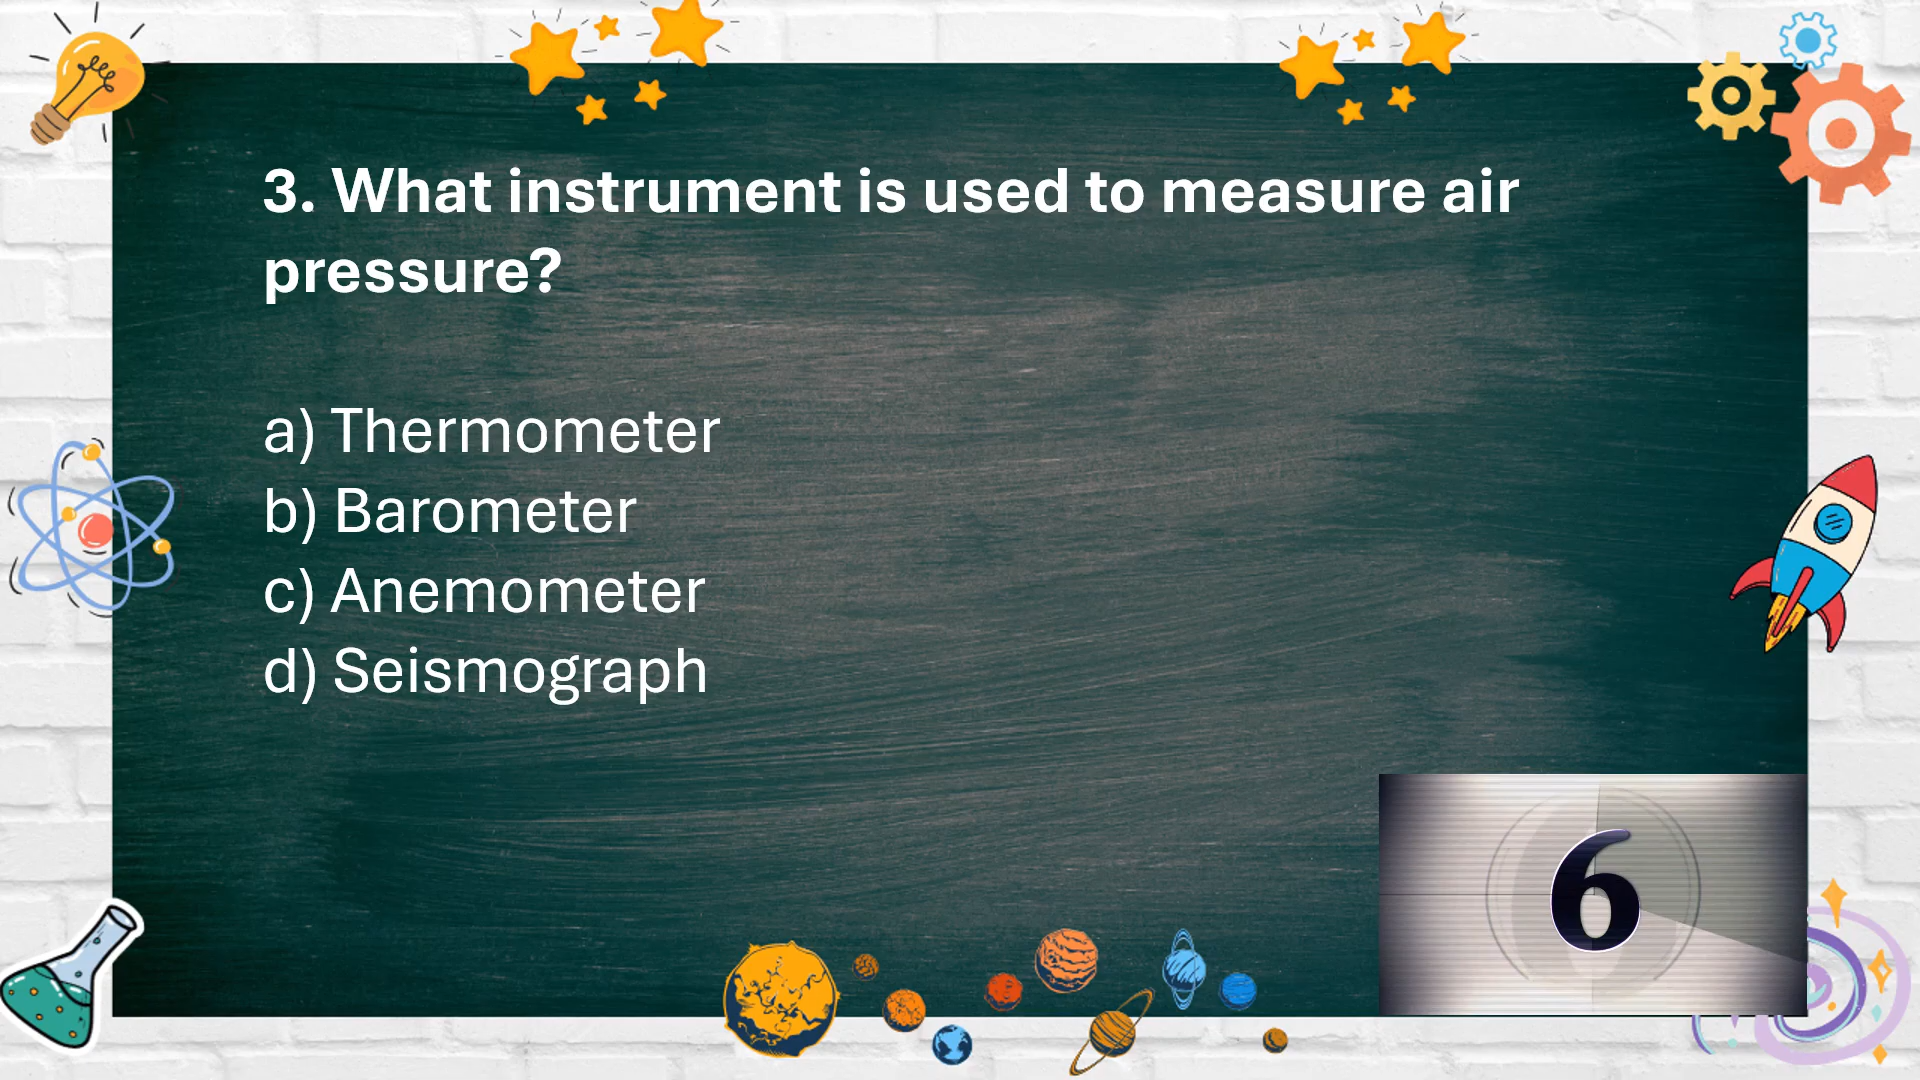 3. What instrument is used to measure air
pressure?
a) Thermometer
b) Barometer
c) Anemometer
d) Seismograph
6